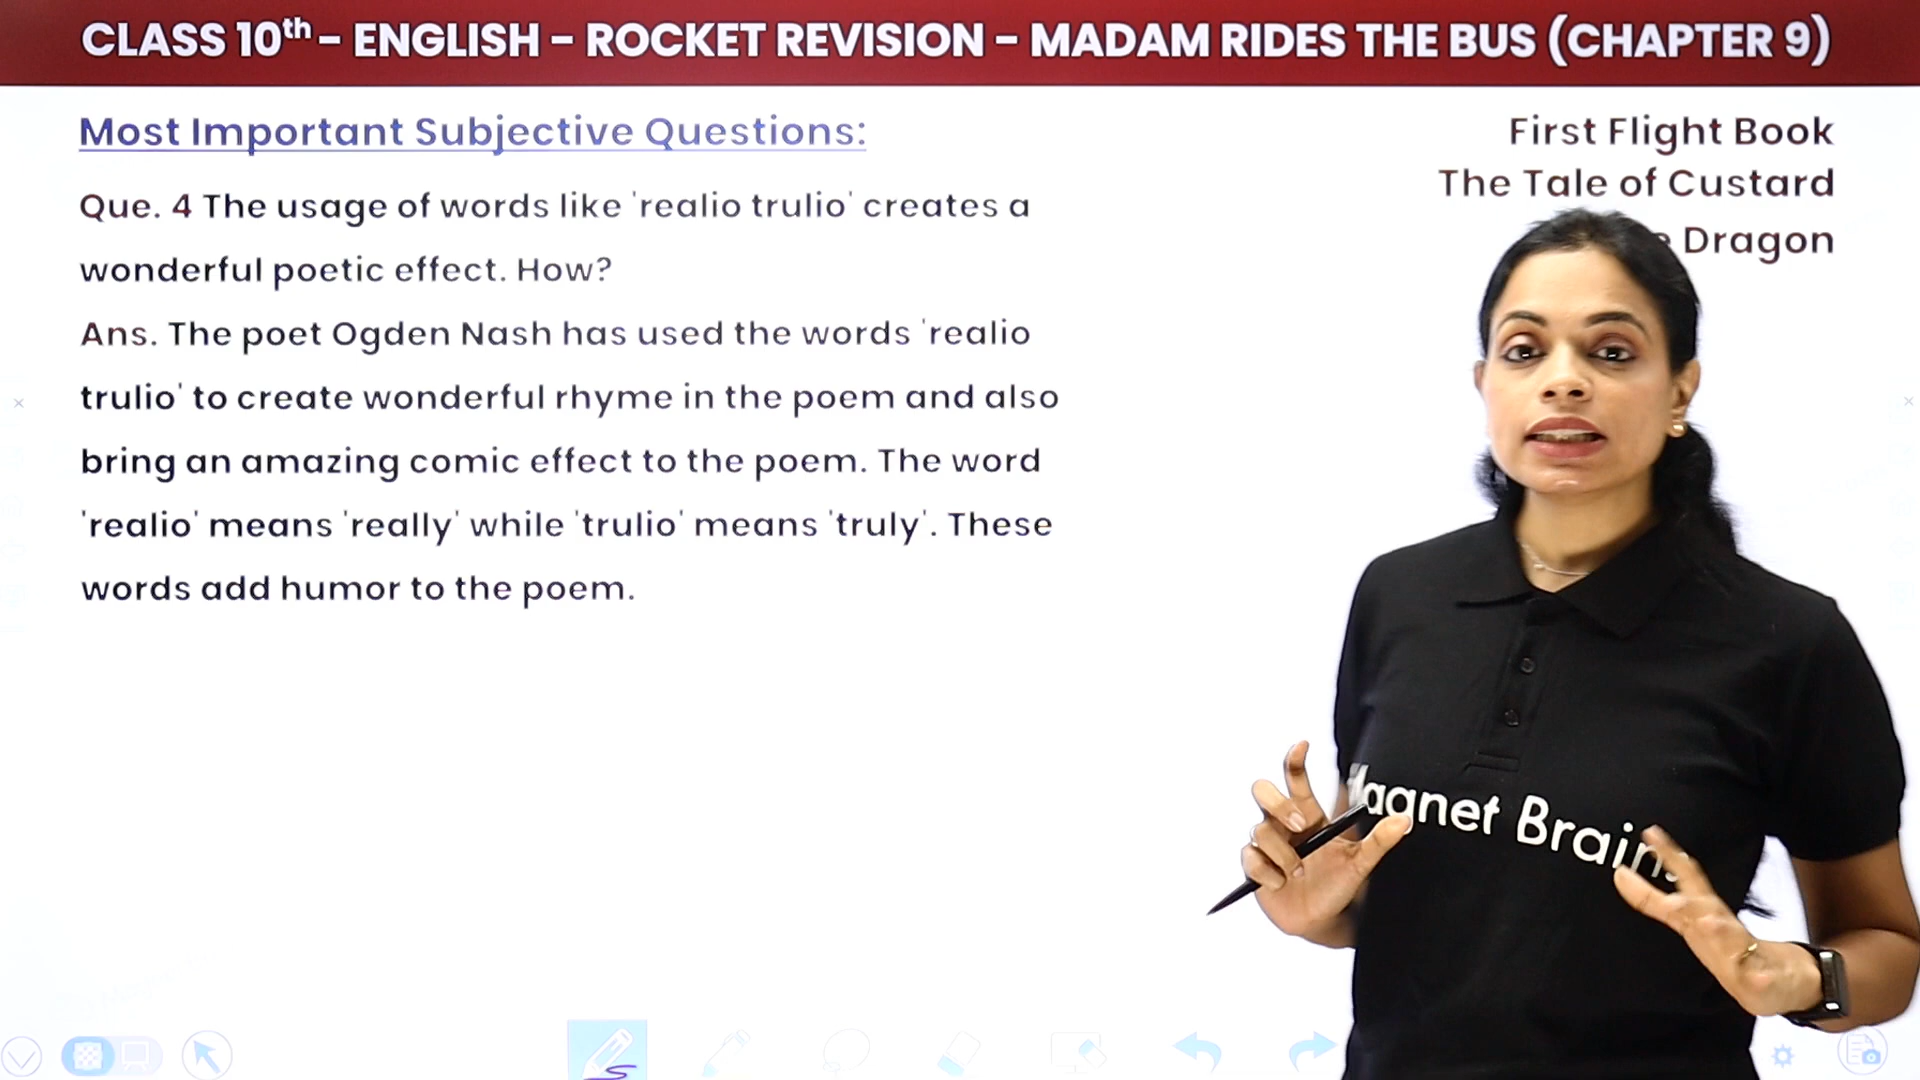 CLASS 10th - ENGLISH - ROCKET REVISION - MADAM RIDES THE BUS (CHAPTER 9)
Most Important Subjective Questions:
First Flight Book
The Tale of Custard
Dragon
Que. 4 The usage of words like 'realio trulio' creates a
wonderful poetic effect. How?
Ans. The poet Ogden Nash has used the words 'realio
trulio' to create wonderful rhyme in the poem and also
bring an amazing comic effect to the poem. The word
'realio' means 'really' while 'trulio' means 'truly'. These
words add humor to the poem.
Magnet Brains